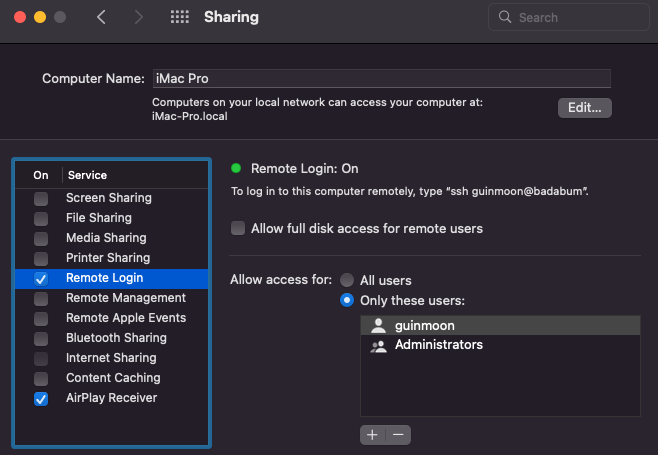 Sharing
Search
Computer Name: iMac Pro
Computers on your local network can access your computer at:
iMac-Pro.local
Edit...
On Service
Screen Sharing
File Sharing
Media Sharing
Printer Sharing
Remote Login
Remote Management
Remote Apple Events
Bluetooth Sharing
Internet Sharing
Content Caching
AirPlay Receiver
Remote Login: On
To log in to this computer remotely, type “ssh guinmoon@badabum”.
Allow full disk access for remote users
Allow access for: All users
Only these users:
guinmoon
Administrators